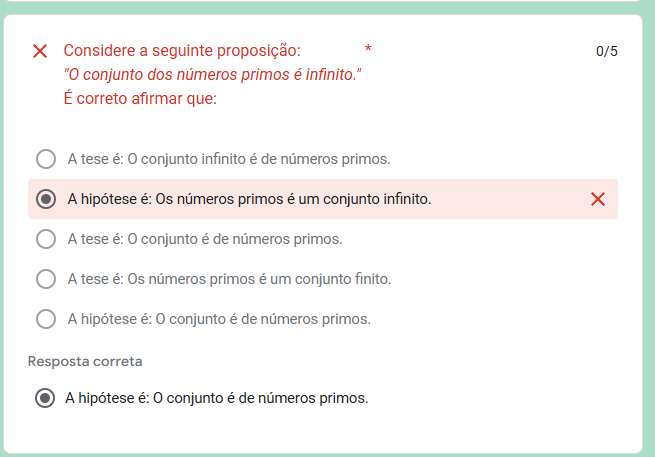 Considere a seguinte proposição: * 0/5
"O conjunto dos números primos é infinito."
É correto afirmar que:
A tese é: O conjunto infinito é de números primos.
A hipótese é: Os números primos é um conjunto infinito.
A tese é: O conjunto é de números primos.
A tese é: Os números primos é um conjunto finito.
A hipótese é: O conjunto é de números primos.
Resposta correta
A hipótese é: O conjunto é de números primos.